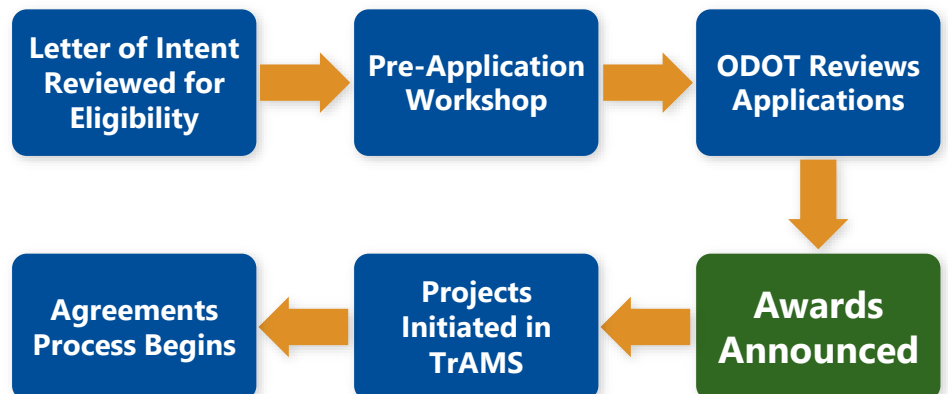 Letter of Intent
Reviewed for
Eligibility
Pre-Application
Workshop
ODOT Reviews
Applications
Awards
Announced
Projects
Initiated in
TrAMS
Agreements
Process Begins